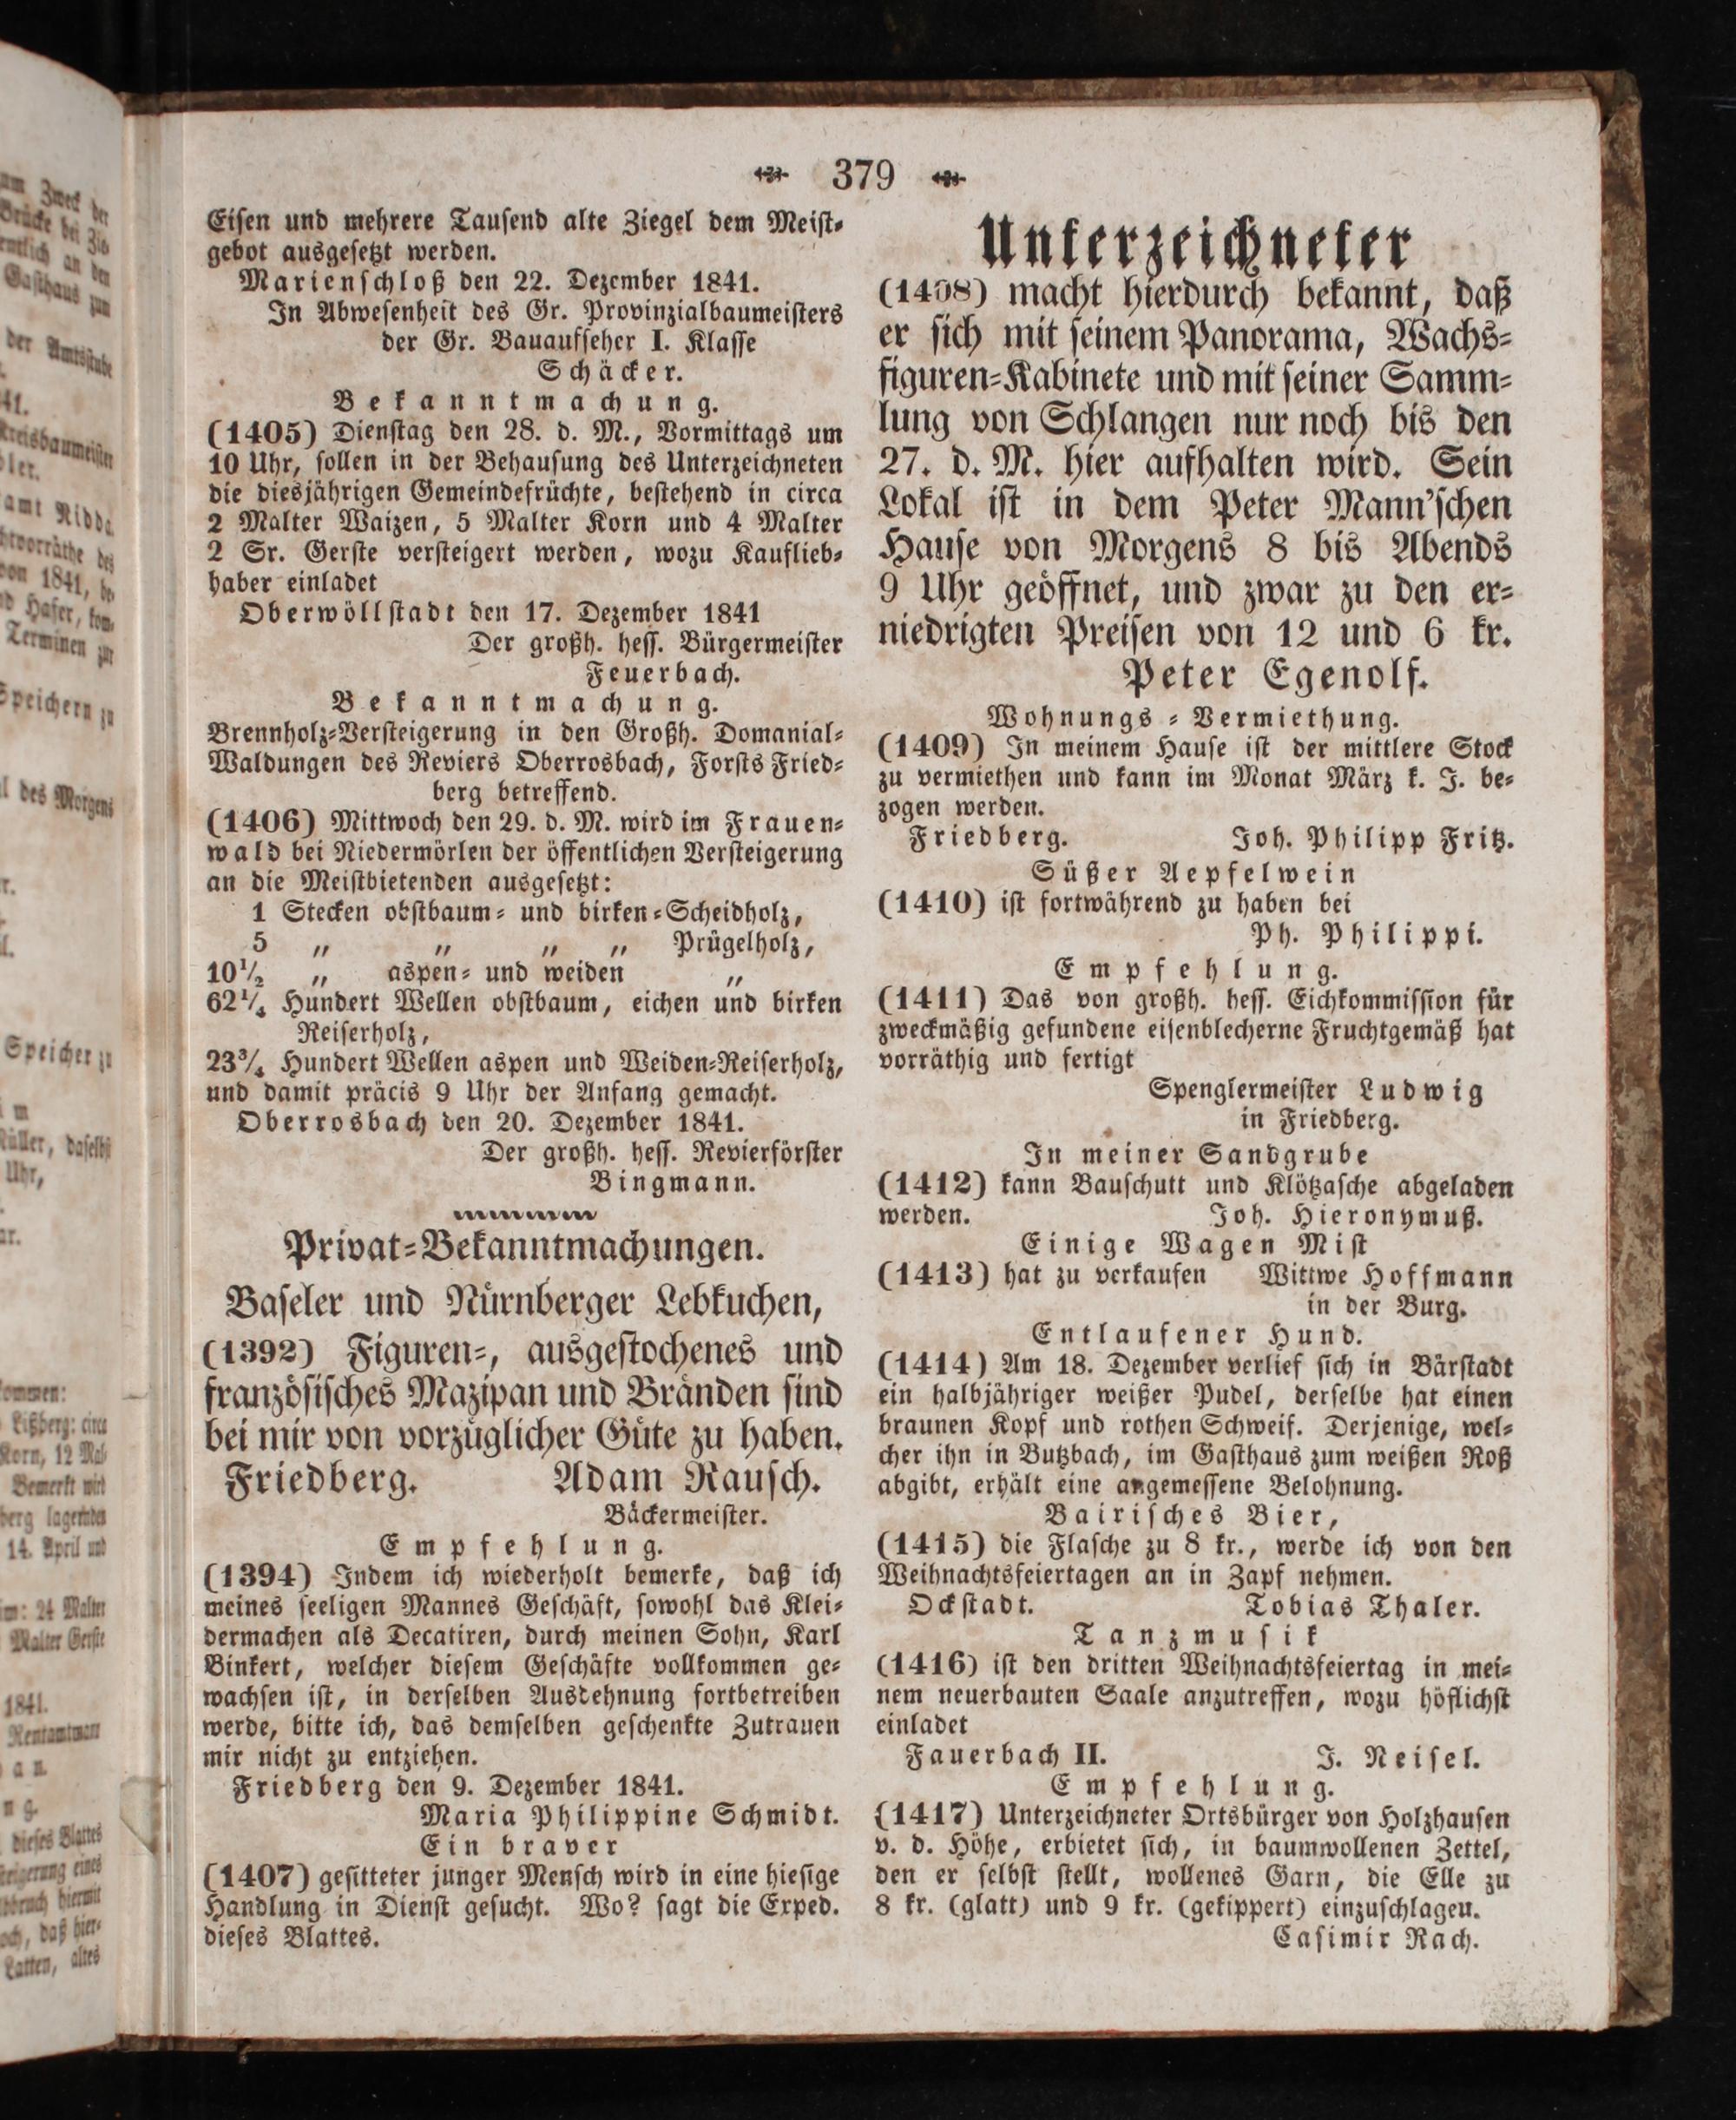 379
Eisen und mehrere Tausend alte Ziegel dem Meist-
gebot ausgesetzt werden.
Marienschloß den 22. Dezember 1841.
In Abwesenheit des Gr. Provinzialbaumeisters
der Gr. Bauaufseher I. Klasse
Schäcker.
Bekanntmachung.
(1405) Dienstag den 28. d. M., Vormittags um
10 Uhr, sollen in der Behausung des Unterzeichneten
die diesjährigen Gemeindefrüchte, bestehend in circa
2 Malter Waizen, 5 Malter Korn und 4 Malter
2 Sr. Gerste versteigert werden, wozu Kauflieb-
haber einladet
Oberwöllstadt den 17. Dezember 1841
Der großh. hess. Bürgermeister
Feuerbach.
Bekanntmachung.
Brennholz-Versteigerung in den Großh. Domanial-
Waldungen des Reviers Oberrosbach, Forsts Fried-
berg betreffend.
(1406) Mittwoch den 29. d. M. wird im Frauen-
wald bei Niedermörlen der öffentlichen Versteigerung
an die Meistbietenden ausgesetzt:
1 Stecken obstbaum- und birken-Scheidholz,
5 „ „ „ „ Prügelholz,
10½ „ aspen- und weiden „
62¼ Hundert Wellen obstbaum, eichen und birken
Reiserholz,
23¾ Hundert Wellen aspen und Weiden-Reiserholz,
und damit präcis 9 Uhr der Anfang gemacht.
Oberrosbach den 20. Dezember 1841.
Der großh. hess. Revierförster
Bingmann.
Privat-Bekanntmachungen.
Baseler und Nürnberger Lebkuchen,
(1392) Figuren-, ausgestochenes und
französisches Mazipan und Bränden sind
bei mir von vorzüglicher Güte zu haben.
Friedberg. Adam Rausch.
Bäckermeister.
Empfehlung.
(1394) Indem ich wiederholt bemerke, daß ich
meines seeligen Mannes Geschäft, sowohl das Klei-
dermachen als Decatiren, durch meinen Sohn, Karl
Binkert, welcher diesem Geschäfte vollkommen ge-
wachsen ist, in derselben Ausdehnung fortbetreiben
werde, bitte ich, das demselben geschenkte Zutrauen
mir nicht zu entziehen.
Friedberg den 9. Dezember 1841.
Maria Philippine Schmidt.
Ein braver
(1407) gesitteter junger Mensch wird in eine hiesige
Handlung in Dienst gesucht. Wo? sagt die Exped.
dieses Blattes.
Unterzeichneter
(1408) macht hierdurch bekannt, daß
er sich mit seinem Panorama, Wachs-
figuren-Kabinete und mit seiner Samm-
lung von Schlangen nur noch bis den
27. d. M. hier aufhalten wird. Sein
Lokal ist in dem Peter Mann'schen
Hause von Morgens 8 bis Abends
9 Uhr geöffnet, und zwar zu den er-
niedrigten Preisen von 12 und 6 kr.
Peter Egenolf.
Wohnungs-Vermiethung.
(1409) In meinem Hause ist der mittlere Stock
zu vermiethen und kann im Monat März k. J. be-
zogen werden.
Friedberg. Joh. Philipp Fritz.
Süßer Aepfelwein
(1410) ist fortwährend zu haben bei
Ph. Philippi.
Empfehlung.
(1411) Das von großh. hess. Eichkommission für
zweckmäßig gefundene eisenblecherne Fruchtgemäß hat
vorräthig und fertigt
Spenglermeister Ludwig
in Friedberg.
In meiner Sandgrube
(1412) kann Bauschutt und Klötzasche abgeladen
werden. Joh. Hieronymuß.
Einige Wagen Mist
(1413) hat zu verkaufen Wittwe Hoffmann
in der Burg.
Entlaufener Hund.
(1414) Am 18. Dezember verlief sich in Bärstadt
ein halbjähriger weißer Pudel, derselbe hat einen
braunen Kopf und rothen Schweif. Derjenige, wel-
cher ihn in Butzbach, im Gasthaus zum weißen Roß
abgibt, erhält eine angemessene Belohnung.
Bairisches Bier,
(1415) die Flasche zu 8 kr., werde ich von den
Weihnachtsfeiertagen an in Zapf nehmen.
Ockstadt. Tobias Thaler.
Tanzmusik
(1416) ist den dritten Weihnachtsfeiertag in mei-
nem neuerbauten Saale anzutreffen, wozu höflichst
einladet
Fauerbach II. J. Neisel.
Empfehlung.
(1417) Unterzeichneter Ortsbürger von Holzhausen
v. d. Höhe, erbietet sich, in baumwollenen Zettel,
den er selbst stellt, wollenes Garn, die Elle zu
8 kr. (glatt) und 9 kr. (gekippert) einzuschlagen.
Casimir Rach.